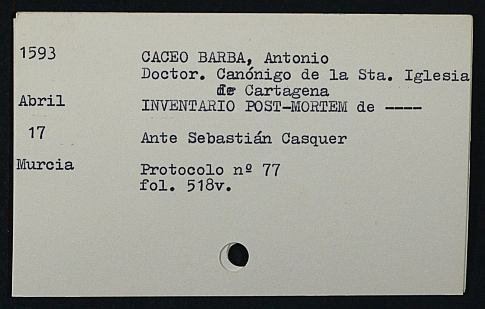 1593
CACEO BARBA, Antonio
Doctor. Canónigo de la Sta. Iglesia
de Cartagena
Abril
INVENTARIO POST-MORTEM de ----
17
Ante Sebastián Casquer
Murcia
Protocolo nº 77
fol. 518v.